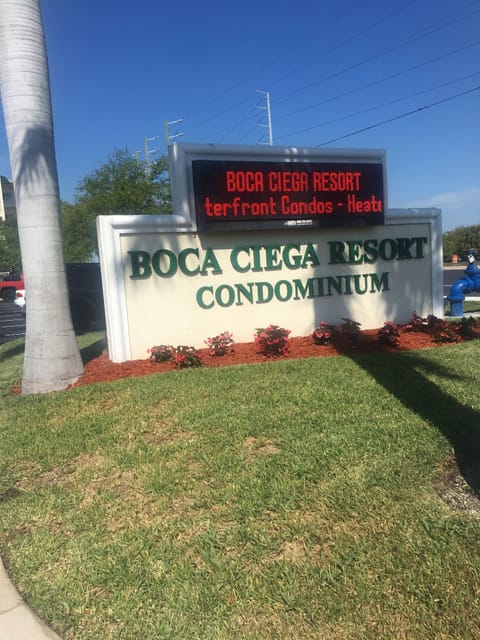 BOCA CIEGA RESORT
terfront Condos - Heate
BOCA CIEGA RESORT
CONDOMINIUM